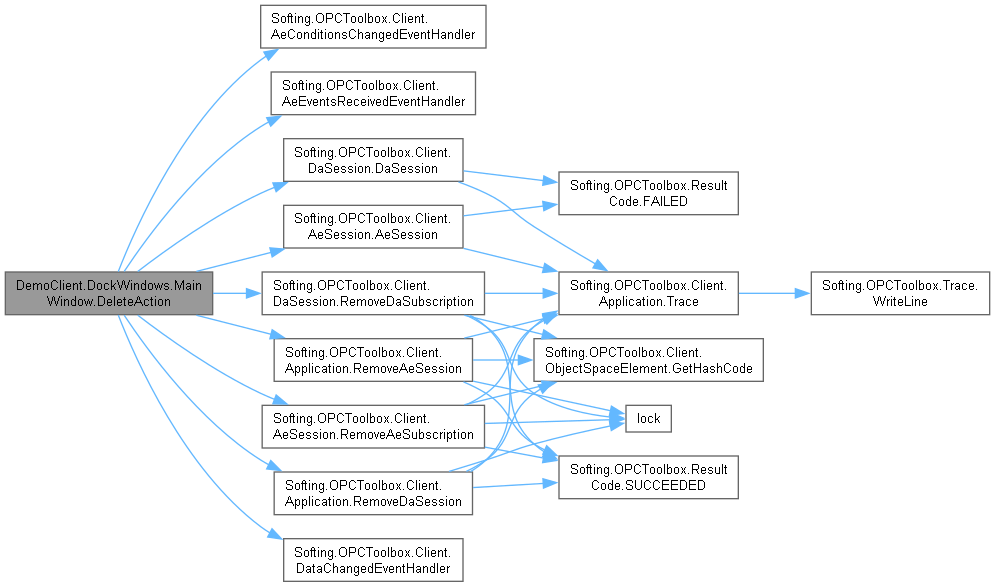 Softing.OPCToolbox.Client.
AeConditionsChangedEventHandler
Softing.OPCToolbox.Client.
AeEventsReceivedEventHandler
Softing.OPCToolbox.Client.
DaSession.DaSession
Softing.OPCToolbox.Result
Code.FAILED
Softing.OPCToolbox.Client.
AeSession.AeSession
DemoClient.DockWindows.Main
Window.DeleteAction
Softing.OPCToolbox.Client.
DaSession.RemoveDaSubscription
Softing.OPCToolbox.Client.
Application.Trace
Softing.OPCToolbox.Trace.
WriteLine
Softing.OPCToolbox.Client.
Application.RemoveAeSession
Softing.OPCToolbox.Client.
ObjectSpaceElement.GetHashCode
Softing.OPCToolbox.Client.
AeSession.RemoveAeSubscription
lock
Softing.OPCToolbox.Client.
Application.RemoveDaSession
Softing.OPCToolbox.Result
Code.SUCCEEDED
Softing.OPCToolbox.Client.
DataChangedEventHandler